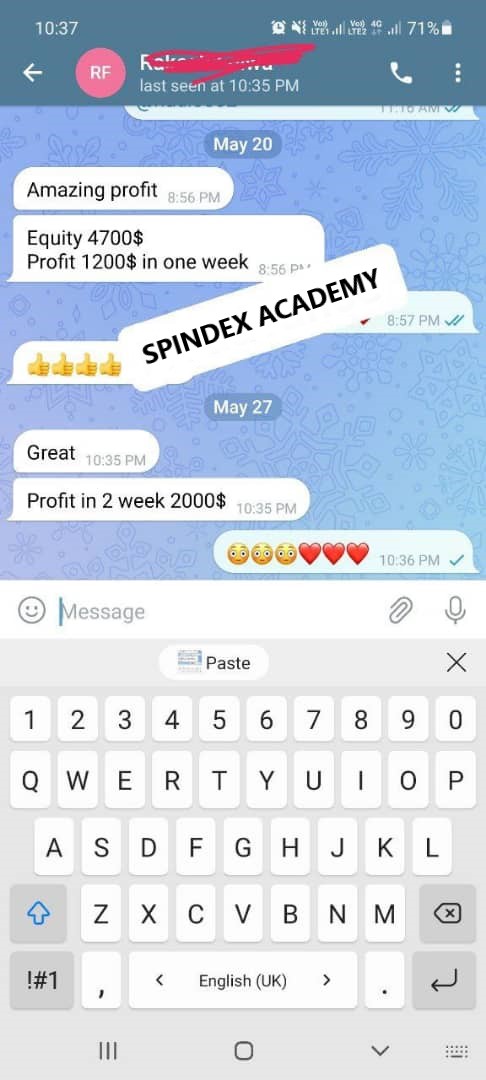 10:37
Vo)) LTE1 Vo)) LTE2 4G 71%
RF
last seen at 10:35 PM
11:16 AM
May 20
Amazing profit 8:56 PM
Equity 4700$
Profit 1200$ in one week 8:56 PM
8:57 PM
SPINDEX ACADEMY
May 27
Great 10:35 PM
Profit in 2 week 2000$ 10:35 PM
10:36 PM
Message
Paste
1 2 3 4 5 6 7 8 9 0
Q W E R T Y U I O P
A S D F G H J K L
Z X C V B N M
!#1 , < English (UK) > .